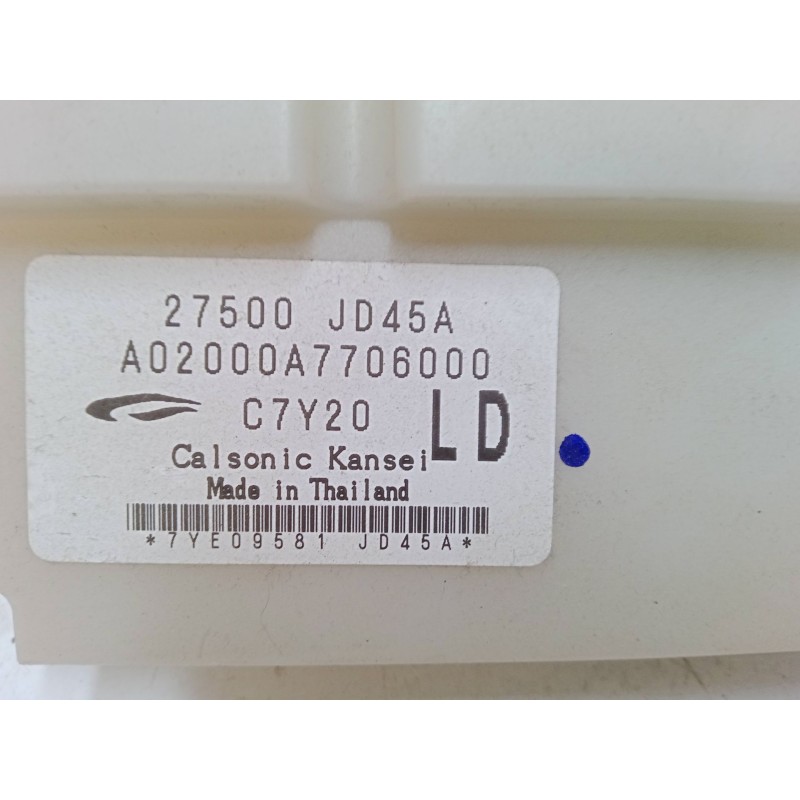 27500 JD45A
A02000A7706000
C7Y20 LD
Calsonic Kansei
Made in Thailand
*7YE09581 JD45A*